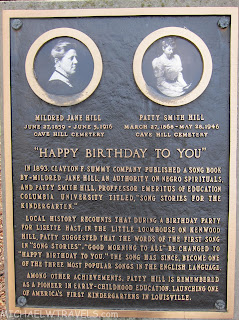 MILDRED JANE HILL
JUNE 27, 1859 - JUNE 5, 1916
CAVE HILL CEMETERY
PATTY SMITH HILL
MARCH 27, 1868 - MAY 28, 1946
CAVE HILL CEMETERY
"HAPPY BIRTHDAY TO YOU"
IN 1893, CLAYTON F. SUMMY COMPANY PUBLISHED A SONG BOOK
BY MILDRED JANE HILL, AN AUTHORITY ON NEGRO SPIRITUALS,
AND PATTY SMITH HILL, PROFFESSOR EMERITUS OF EDUCATION
COLUMBIA UNIVERSITY TITLED, "SONG STORIES FOR THE
KINDERGARTEN."
LOCAL HISTORY RECOUNTS THAT DURING A BIRTHDAY PARTY
FOR LISETTE HAST, IN THE LITTLE LOOMHOUSE ON KENWOOD
HILL, PATTY SUGGESTED THAT THE WORDS OF THE FIRST SONG
IN "SONG STORIES," "GOOD MORNING TO ALL" BE CHANGED TO
"HAPPY BIRTHDAY TO YOU." THE SONG HAS SINCE, BECOME ONE
OF THE THREE MOST POPULAR SONGS IN THE ENGLISH LANGUAGE.
AMONG OTHER ACHIEVEMENTS, PATTY HILL IS REMEMBERED
AS A PIONEER IN EARLY-CHILDHOOD EDUCATION, LAUNCHING ONE
OF AMERICA'S FIRST KINDERGARTENS IN LOUISVILLE.
MICHAELWTRAVELS.COM